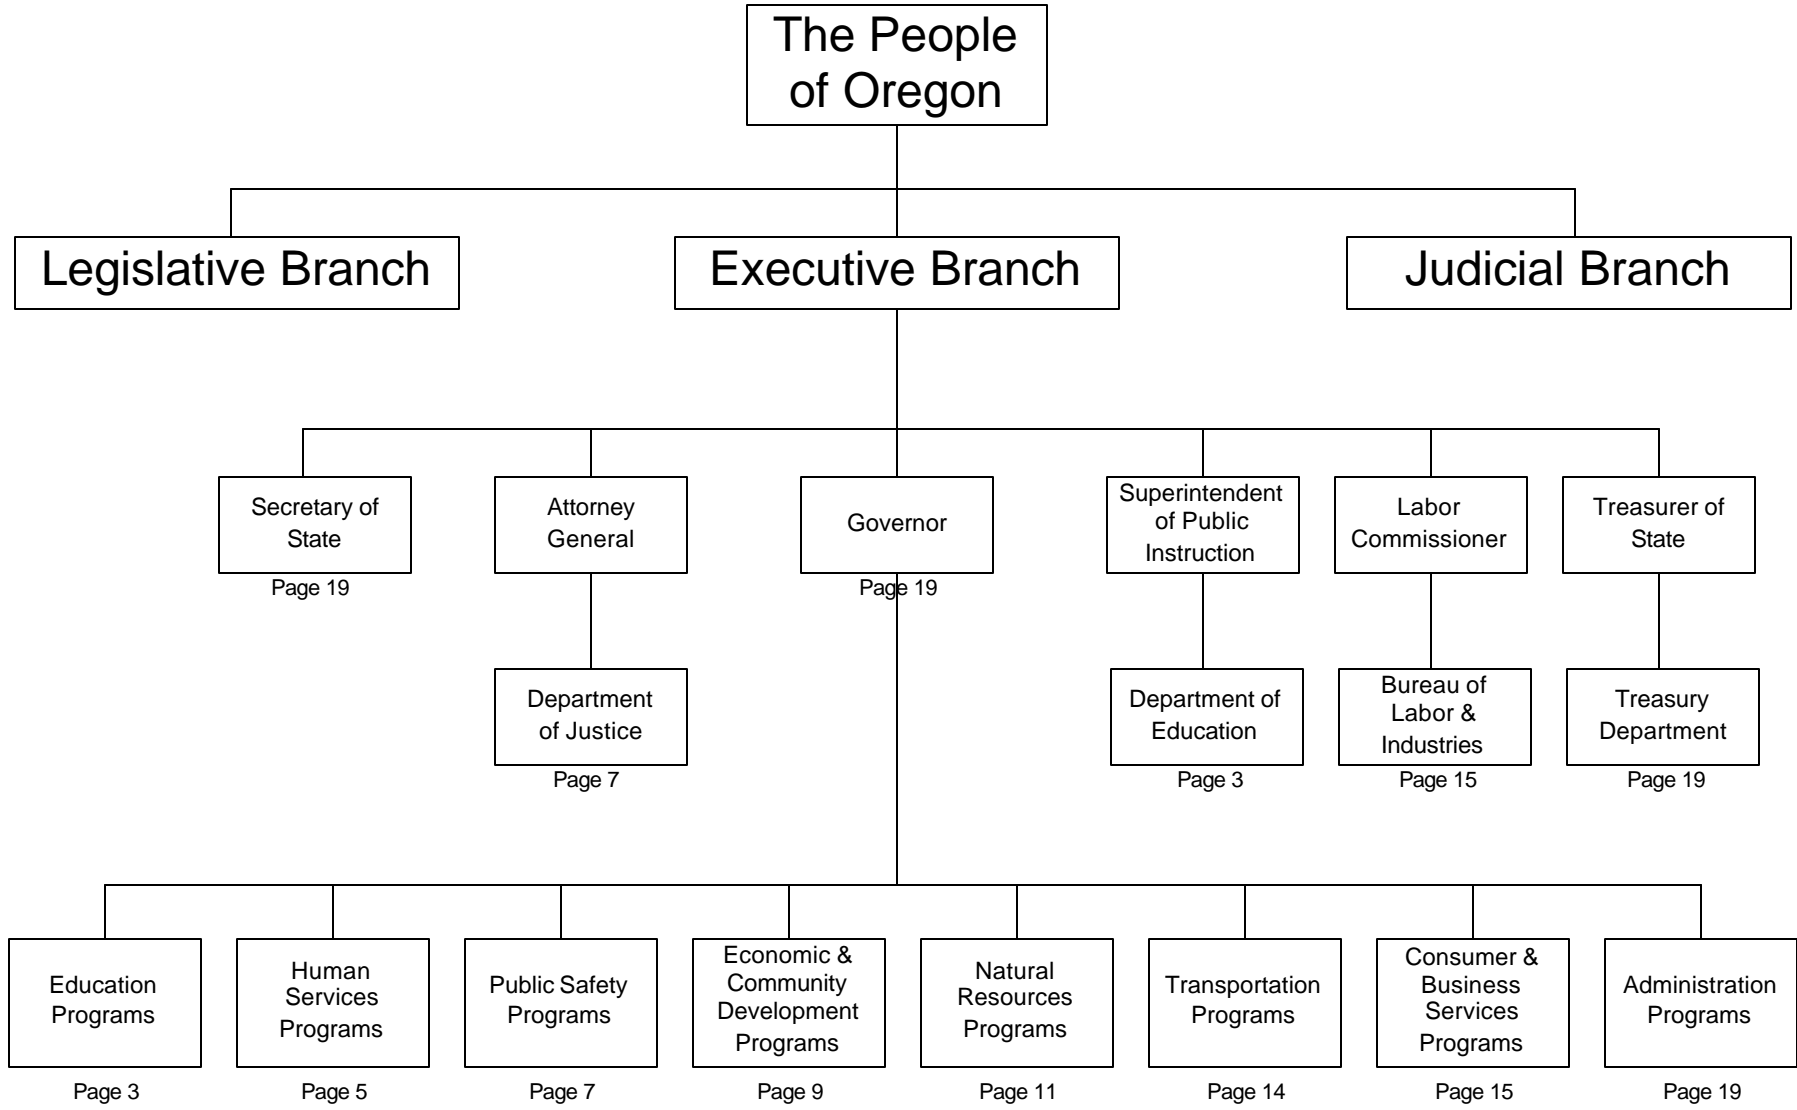 The People
of Oregon
Legislative Branch
Executive Branch
Judicial Branch
Secretary of
State
Page 19
Attorney
General
Governor
Page 19
Superintendent
of Public
Instruction
Labor
Commissioner
Treasurer of
State
Department
of Justice
Page 7
Department of
Education
Page 3
Bureau of
Labor &
Industries
Page 15
Treasury
Department
Page 19
Education
Programs
Page 3
Human
Services
Programs
Page 5
Public Safety
Programs
Page 7
Economic &
Community
Development
Programs
Page 9
Natural
Resources
Programs
Page 11
Transportation
Programs
Page 14
Consumer &
Business
Services
Programs
Page 15
Administration
Programs
Page 19